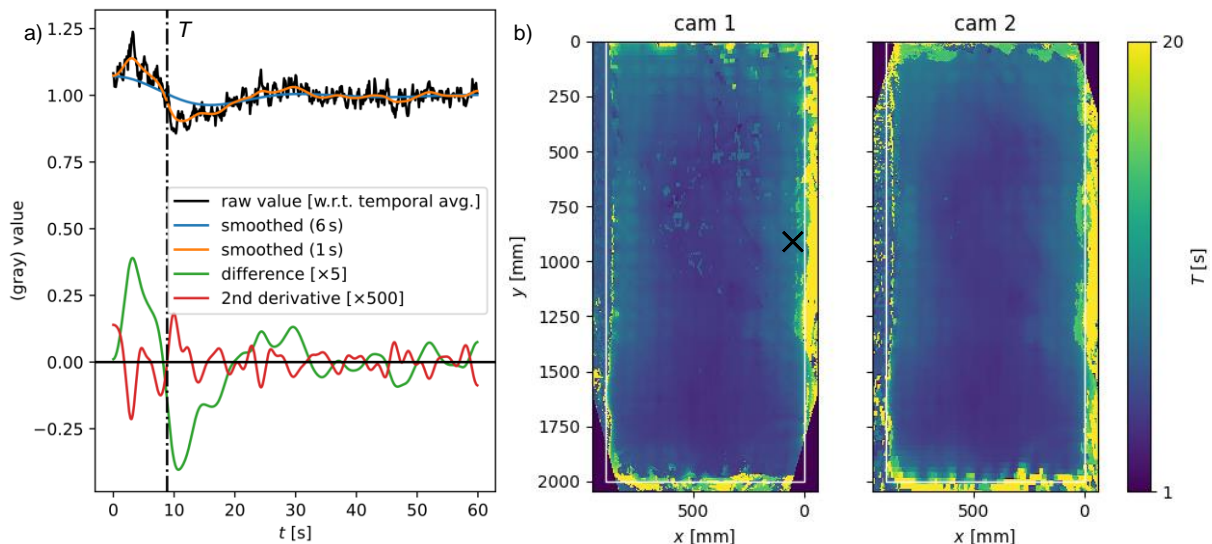 a)
T
1.25
1.00
0.75
0.50
0.25
0.00
−0.25
(gray) value
raw value [w.r.t. temporal avg.]
smoothed (6 s)
smoothed (1 s)
difference [×5]
2nd derivative [×500]
0
10
20
30
40
50
60
t [s]
b)
cam 1
0
250
500
750
1000
1250
1500
1750
2000
y [mm]
500
0
x [mm]
cam 2
500
0
x [mm]
20
T [s]
1